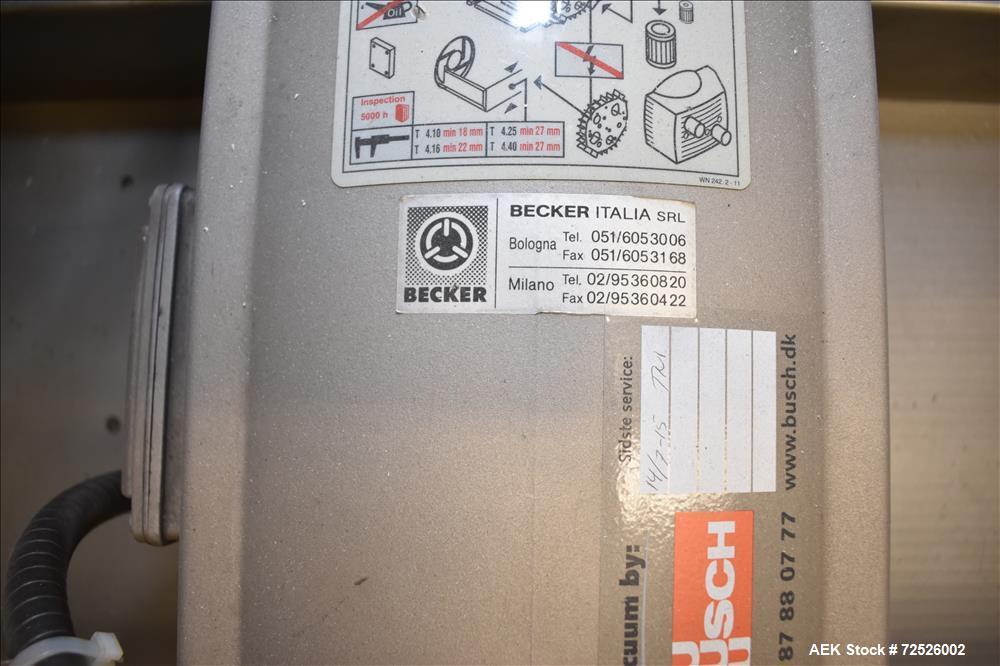 oil
Inspection
5000 h
T 4.10 min 18 mm T 4.25 min 27 mm
T 4.16 min 22 mm T 4.40 min 27 mm
WN 242. 2 - 11
BECKER
BECKER ITALIA SRL
Bologna Tel. 051/6053006
Fax 051/6053168
Milano Tel. 02/95360820
Fax 02/95360422
Sidste service:
14/7-15
www.busch.dk
cuum by:
BUSCH
87 88 07 77
AEK Stock # 72526002